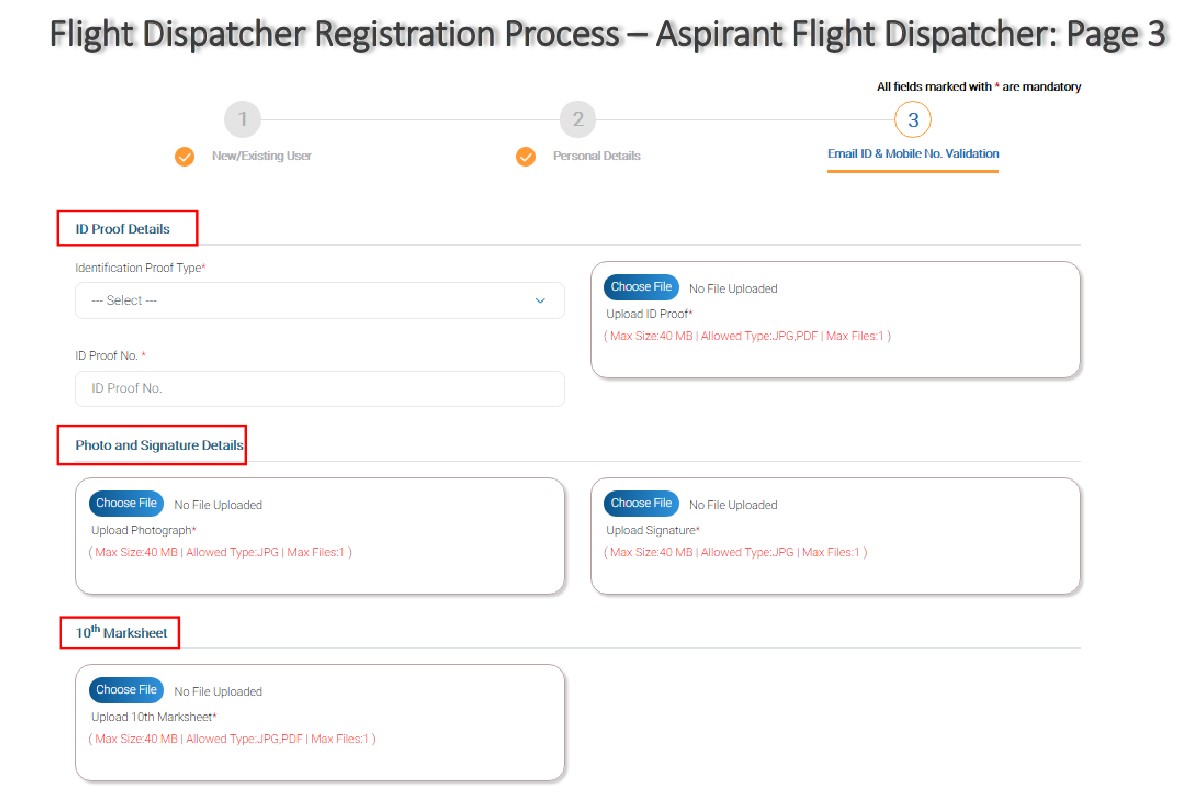 Flight Dispatcher Registration Process – Aspirant Flight Dispatcher: Page 3
All fields marked with * are mandatory
1
2
3
New/Existing User
Personal Details
Email ID & Mobile No. Validation
ID Proof Details
Identification Proof Type*
--- Select ---
Choose File No File Uploaded
Upload ID Proof*
( Max Size:40 MB | Allowed Type:JPG,PDF | Max Files:1 )
ID Proof No. *
ID Proof No.
Photo and Signature Details
Choose File No File Uploaded
Upload Photograph*
( Max Size:40 MB | Allowed Type:JPG | Max Files:1 )
Choose File No File Uploaded
Upload Signature*
( Max Size:40 MB | Allowed Type:JPG | Max Files:1 )
10th Marksheet
Choose File No File Uploaded
Upload 10th Marksheet*
( Max Size:40 MB | Allowed Type:JPG,PDF | Max Files:1 )